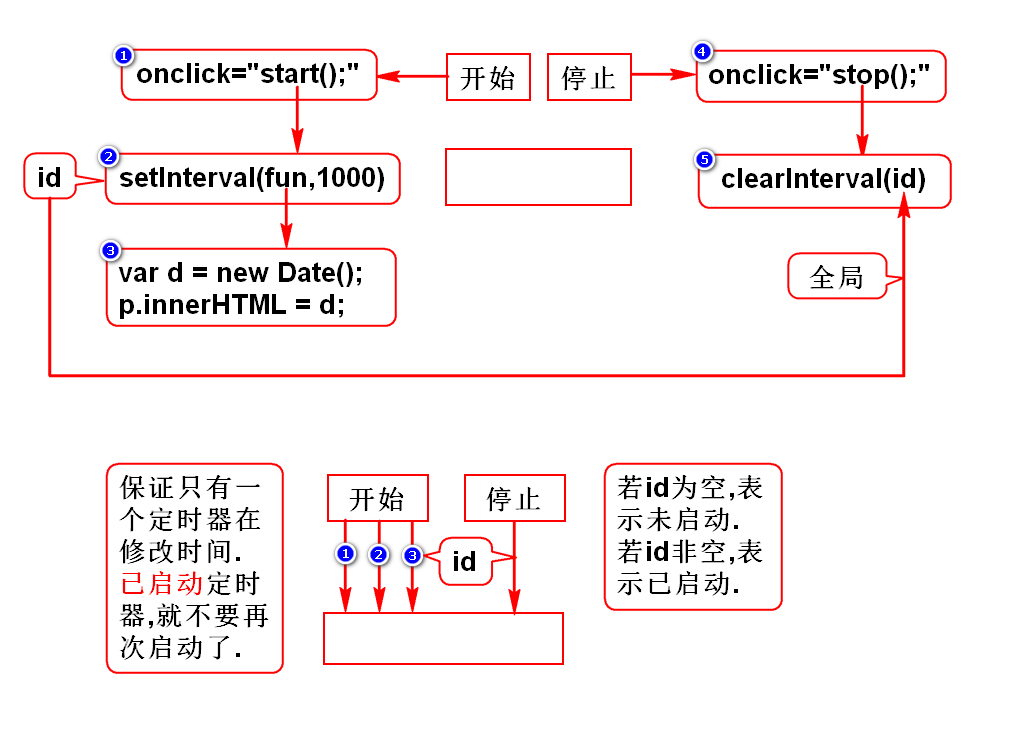 1
onclick="start();"
开始
停止
4
onclick="stop();"
id
2
setInterval(fun,1000)
5
clearInterval(id)
3
var d = new Date();
p.innerHTML = d;
全局
保证只有一
个定时器在
修改时间.
已启动定时
器,就不要再
次启动了.
开始
停止
1
2
3
id
若id为空,表
示未启动.
若id非空,表
示已启动.